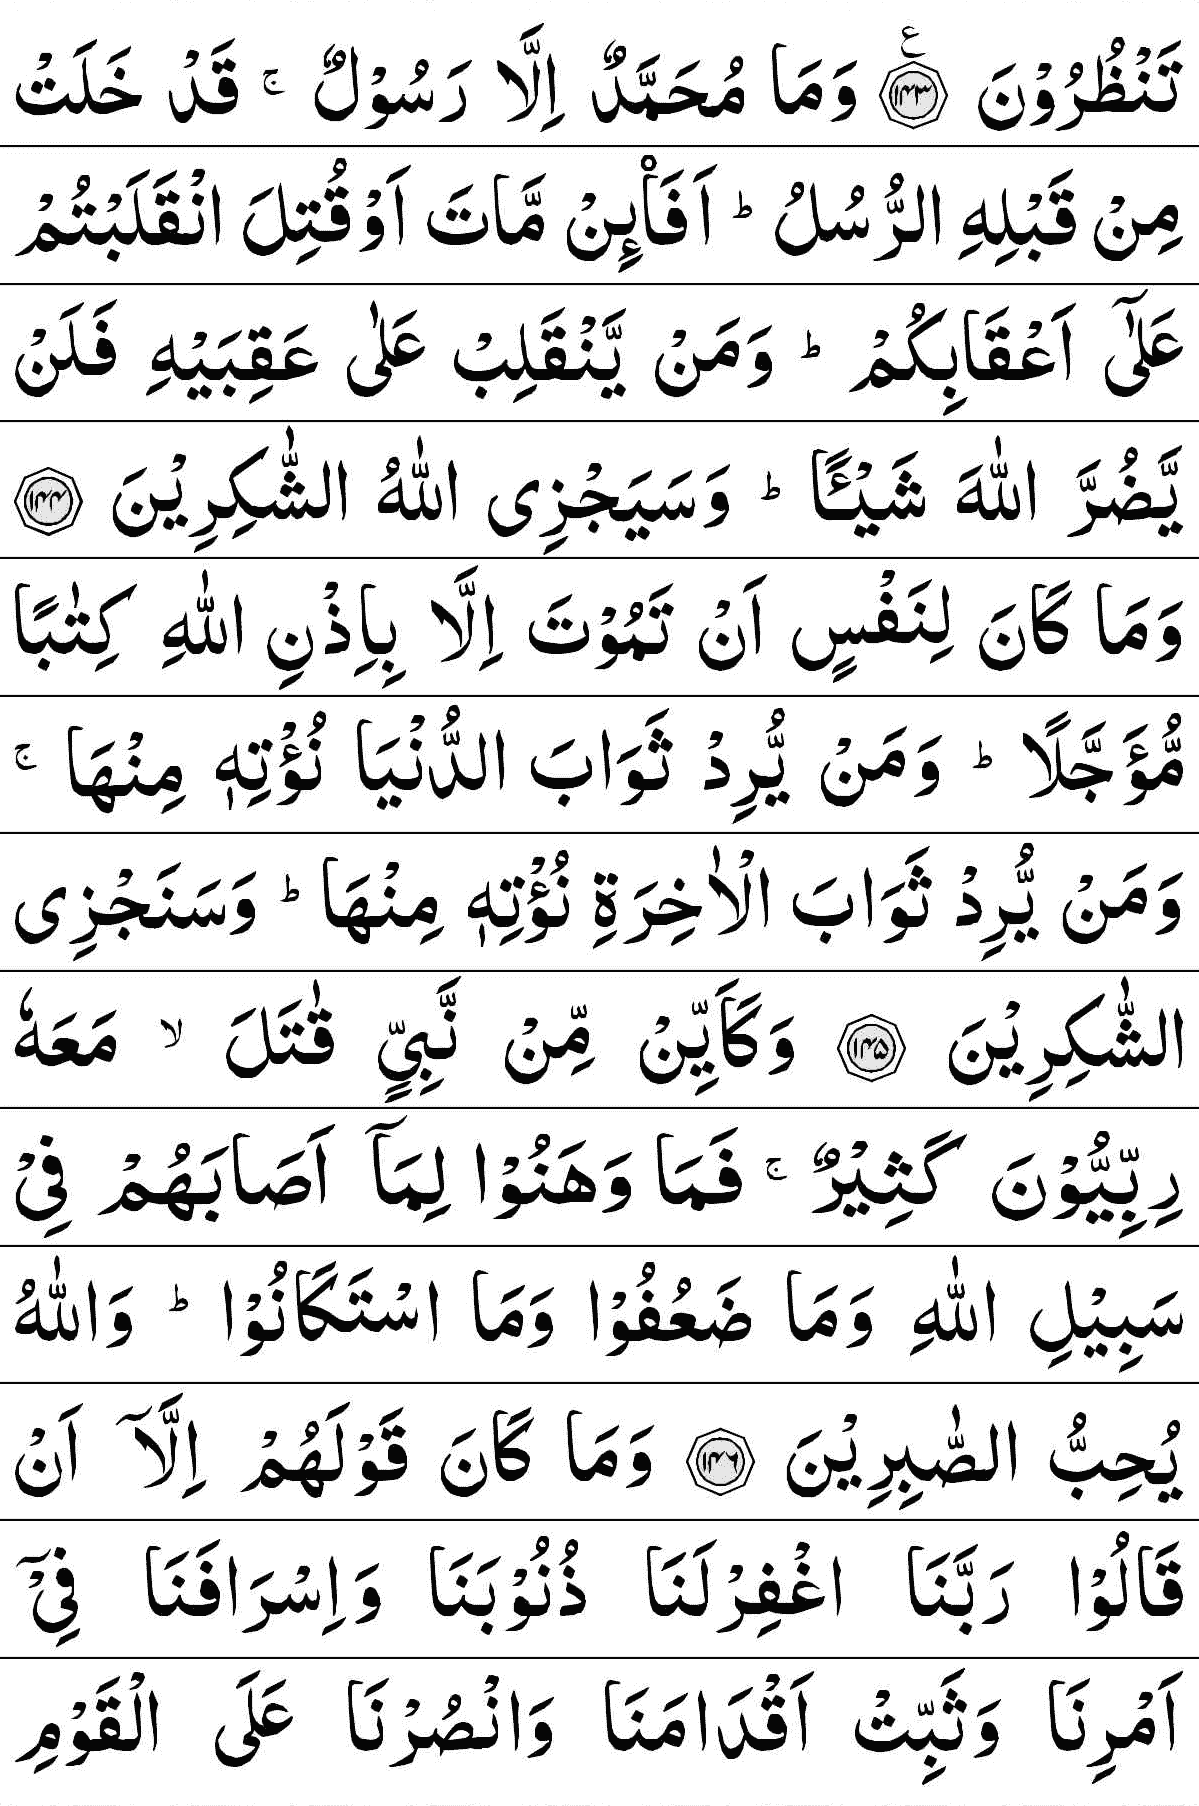 تَنْظُرُوْنَ ﴿۱۴۳﴾ ع وَمَا مُحَمَّدٌ اِلَّا رَسُوْلٌ ۚ قَدْ خَلَتْ
مِنْ قَبْلِهِ الرُّسُلُ ؕ اَفَا۟ئِنْ مَّاتَ اَوْ قُتِلَ انْقَلَبْتُمْ
عَلٰۤى اَعْقَابِكُمْ ؕ وَمَنْ يَّنْقَلِبْ عَلٰى عَقِبَيْهِ فَلَنْ
يَّضُرَّ اللّٰهَ شَيْـًٔا ؕ وَسَيَجْزِى اللّٰهُ الشّٰكِرِيْنَ ﴿۱۴۴﴾
وَمَا كَانَ لِنَفْسٍ اَنْ تَمُوْتَ اِلَّا بِاِذْنِ اللّٰهِ كِتٰبًا
مُّؤَجَّلًا ؕ وَمَنْ يُّرِدْ ثَوَابَ الدُّنْيَا نُؤْتِهٖ مِنْهَا ۚ
وَمَنْ يُّرِدْ ثَوَابَ الْاٰخِرَةِ نُؤْتِهٖ مِنْهَا ؕ وَسَنَجْزِى
الشّٰكِرِيْنَ ﴿۱۴۵﴾ وَكَاَيِّنْ مِّنْ نَّبِيٍّ قٰتَلَ ۙ مَعَهٗ
رِبِّيُّوْنَ كَثِيْرٌ ۚ فَمَا وَهَنُوْا لِمَاۤ اَصَابَهُمْ فِيْ
سَبِيْلِ اللّٰهِ وَمَا ضَعُفُوْا وَمَا اسْتَكَانُوْا ؕ وَاللّٰهُ
يُحِبُّ الصّٰبِرِيْنَ ﴿۱۴۶﴾ وَمَا كَانَ قَوْلَهُمْ اِلَّاۤ اَنْ
قَالُوْا رَبَّنَا اغْفِرْلَنَا ذُنُوْبَنَا وَاِسْرَافَنَا فِيْۤ
اَمْرِنَا وَثَبِّتْ اَقْدَامَنَا وَانْصُرْنَا عَلَى الْقَوْمِ